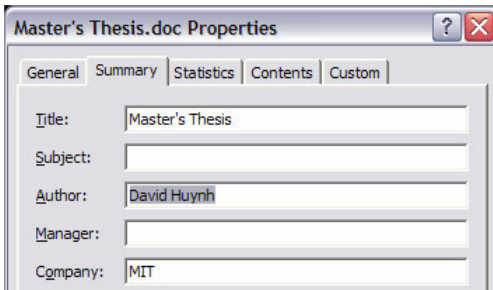 Master's Thesis.doc Properties ?
General Summary Statistics Contents Custom
Title: Master's Thesis
Subject:
Author: David Huynh
Manager:
Company: MIT